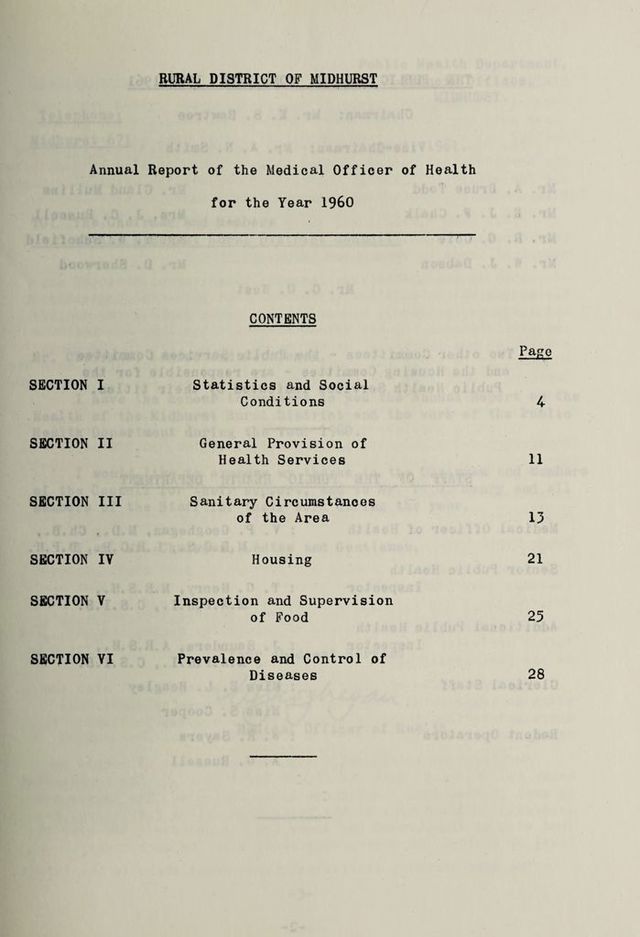 RURAL DISTRICT OF MIDHURST
Annual Report of the Medical Officer of Health
for the Year 1960
CONTENTS
Page
SECTION I Statistics and Social
Conditions 4
SECTION II General Provision of
Health Services 11
SECTION III Sanitary Circumstances
of the Area 13
SECTION IV Housing 21
SECTION V Inspection and Supervision
of Food 25
SECTION VI Prevalence and Control of
Diseases 28